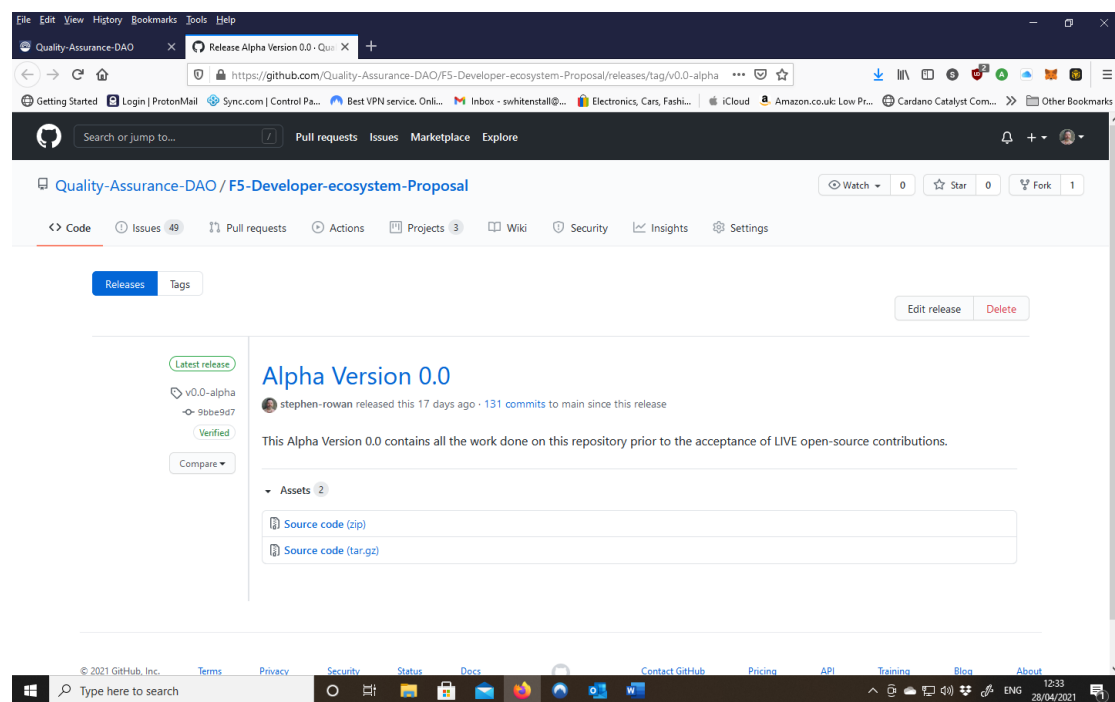 File Edit View History Bookmarks Tools Help
Quality-Assurance-DAO
Release Alpha Version 0.0 · Qua
https://github.com/Quality-Assurance-DAO/F5-Developer-ecosystem-Proposal/releases/tag/v0.0-alpha
2
Getting Started Login | ProtonMail Sync.com | Control Pa... Best VPN service. Onli... Inbox - swhitenstall@... Electronics, Cars, Fashi... iCloud Amazon.co.uk: Low Pr... Cardano Catalyst Com... Other Bookmarks
Search or jump to... / Pull requests Issues Marketplace Explore
Quality-Assurance-DAO / F5-Developer-ecosystem-Proposal
Watch 0 Star 0 Fork 1
Code Issues 49 Pull requests Actions Projects 3 Wiki Security Insights Settings
Releases Tags
Edit release Delete
Latest release
v0.0-alpha
9bbe9d7
Verified
Compare
Alpha Version 0.0
stephen-rowan released this 17 days ago · 131 commits to main since this release
This Alpha Version 0.0 contains all the work done on this repository prior to the acceptance of LIVE open-source contributions.
Assets 2
Source code (zip)
Source code (tar.gz)
© 2021 GitHub, Inc. Terms Privacy Security Status Docs Contact GitHub Pricing API Training Blog About
Type here to search
ENG
12:33
28/04/2021
1